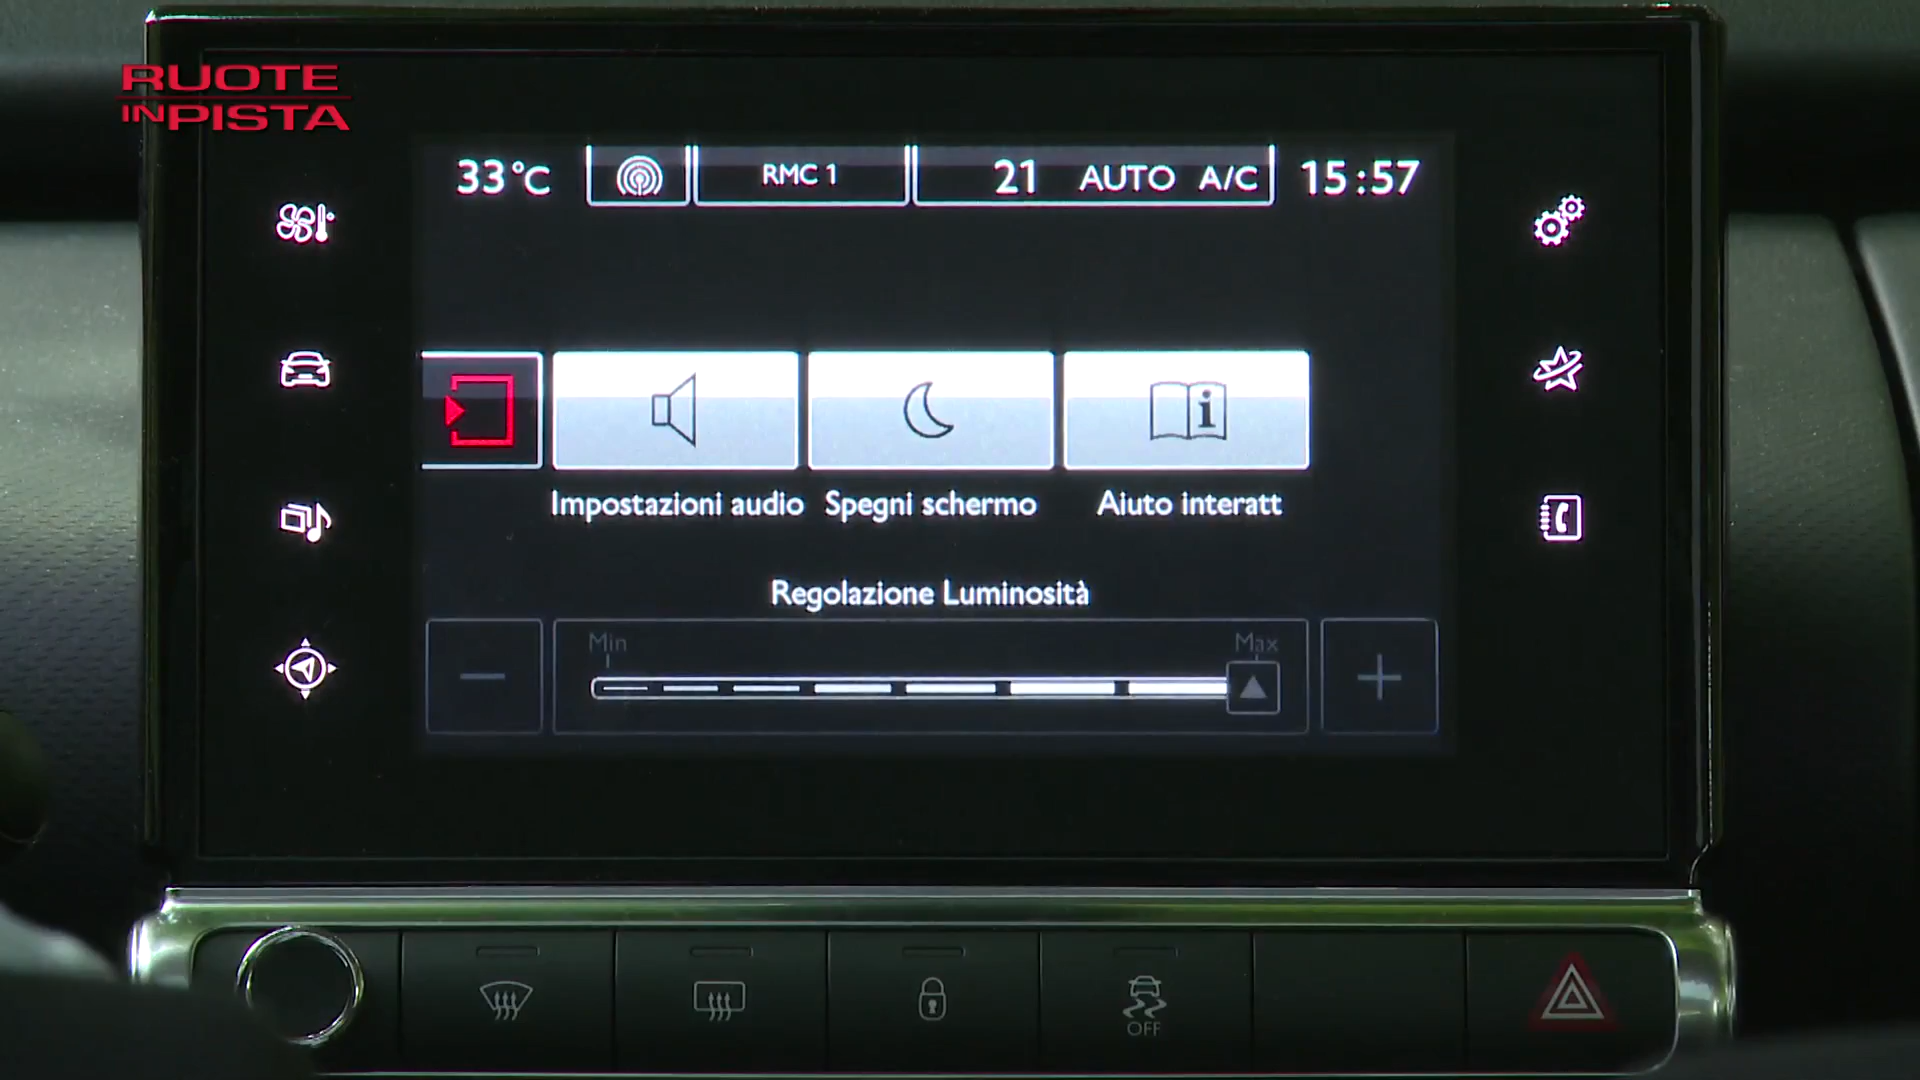 RUOTE
IN PISTA
33°C RMC 1 21 AUTO A/C 15:57
Impostazioni audio Spegni schermo Aiuto interatt
Regolazione Luminosità
Min Max
OFF